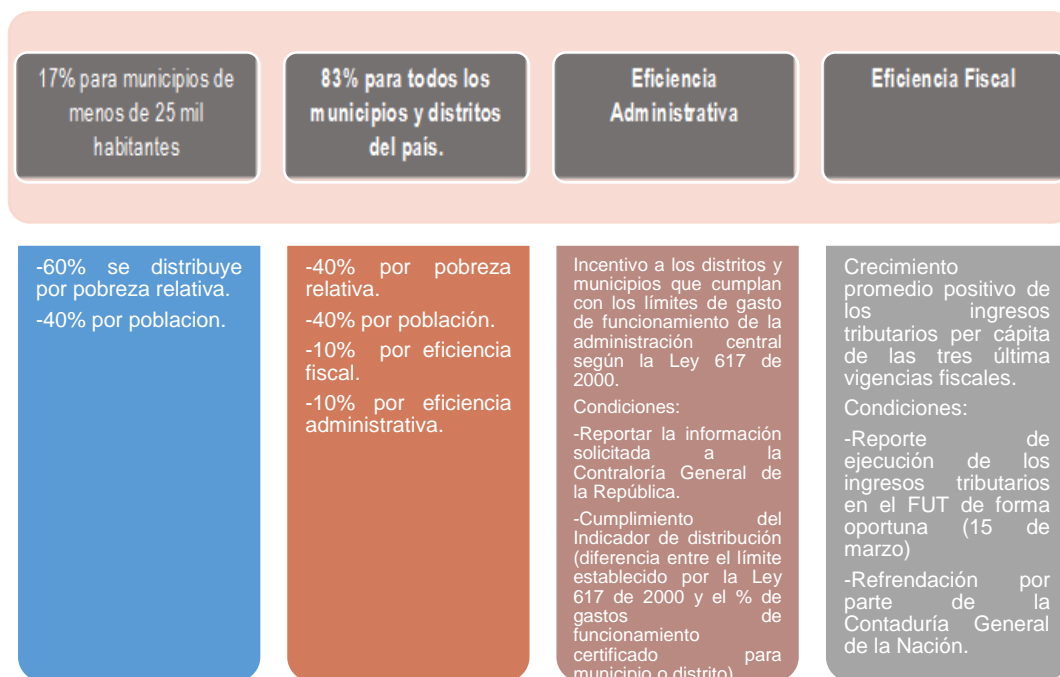 17% para municipios de
menos de 25 mil
habitantes
83% para todos los
municipios y distritos
del país.
Eficiencia
Administrativa
Eficiencia Fiscal
-60% se distribuye
por pobreza relativa.
-40% por poblacion.
-40% por pobreza
relativa.
-40% por población.
-10% por eficiencia
fiscal.
-10% por eficiencia
administrativa.
Incentivo a los distritos y
municipios que cumplan
con los límites de gasto
de funcionamiento de la
administración central
según la Ley 617 de
2000.
Condiciones:
-Reportar la información
solicitada a la
Contraloría General de
la República.
-Cumplimiento del
Indicador de distribución
(diferencia entre el límite
establecido por la Ley
617 de 2000 y el % de
gastos de
funcionamiento
certificado para
municipio o distrito)
Crecimiento
promedio positivo de
los ingresos
tributarios per cápita
de las tres última
vigencias fiscales.
Condiciones:
-Reporte de
ejecución de los
ingresos tributarios
en el FUT de forma
oportuna (15 de
marzo)
-Refrendación por
parte de la
Contaduría General
de la Nación.